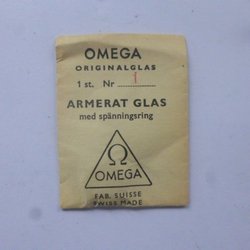 OMEGA
ORIGINALGLAS
1 st. Nr 1
ARMERAT GLAS
med spänningsring
Ω
OMEGA
FAB. SUISSE
SWISS MADE